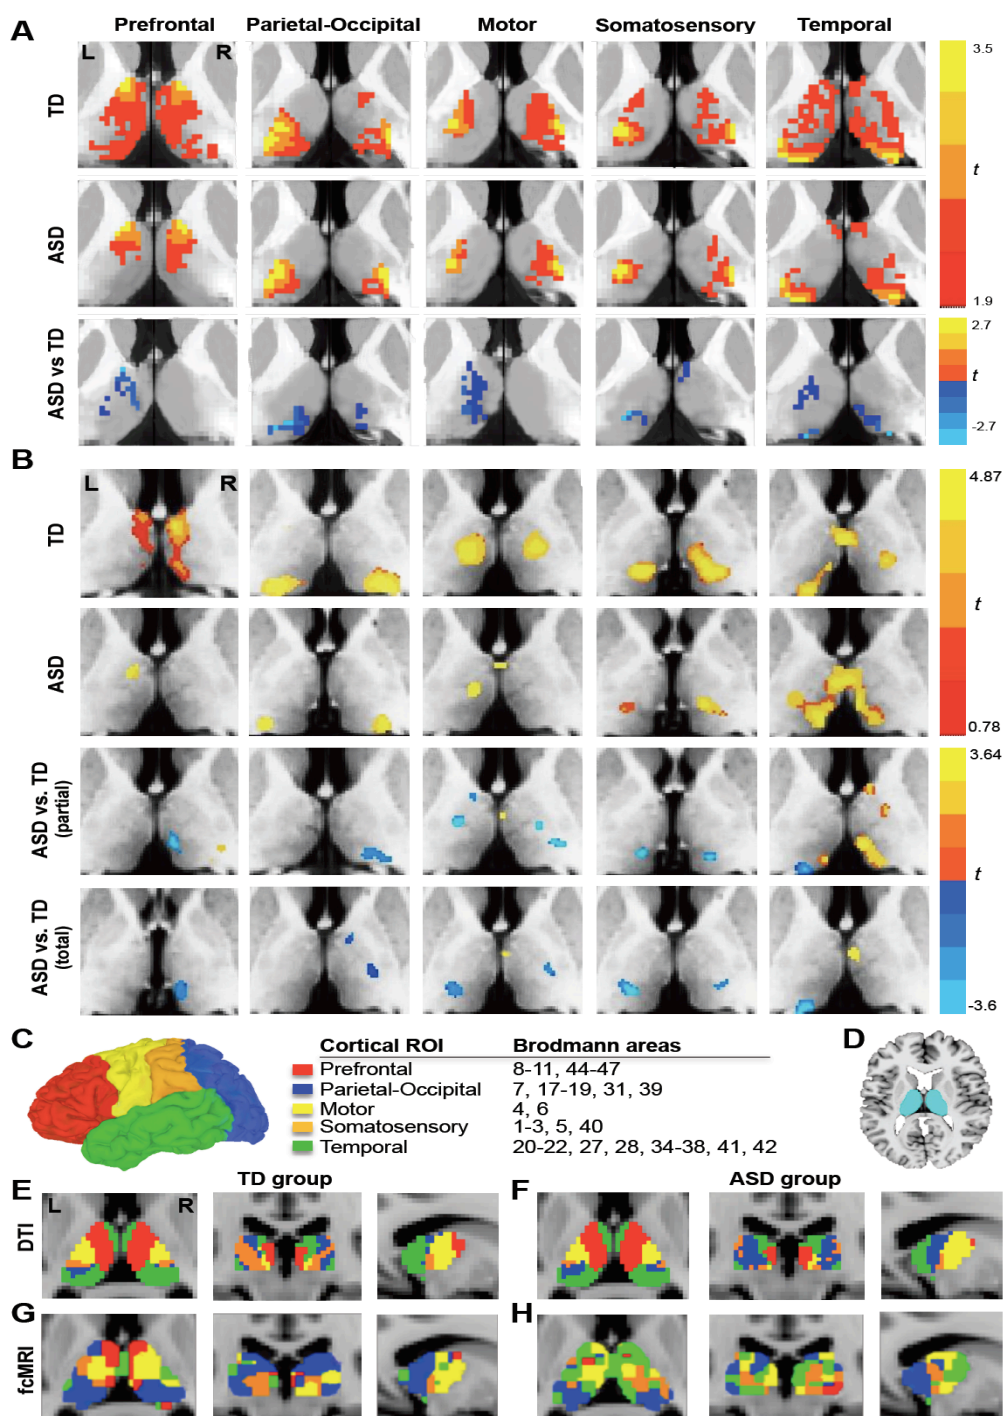 A
Prefrontal Parietal-Occipital Motor Somatosensory Temporal
L R
TD
3.5
t
ASD
1.9
ASD vs TD
2.7
t
-2.7
B
L R
TD
4.87
t
ASD
0.78
ASD vs. TD
(partial)
3.64
t
ASD vs. TD
(total)
-3.6
C
Cortical ROI Brodmann areas
Prefrontal 8-11, 44-47
Parietal-Occipital 7, 17-19, 31, 39
Motor 4, 6
Somatosensory 1-3, 5, 40
Temporal 20-22, 27, 28, 34-38, 41, 42
D
E TD group F ASD group
L R
DTI
G H
fcMRI